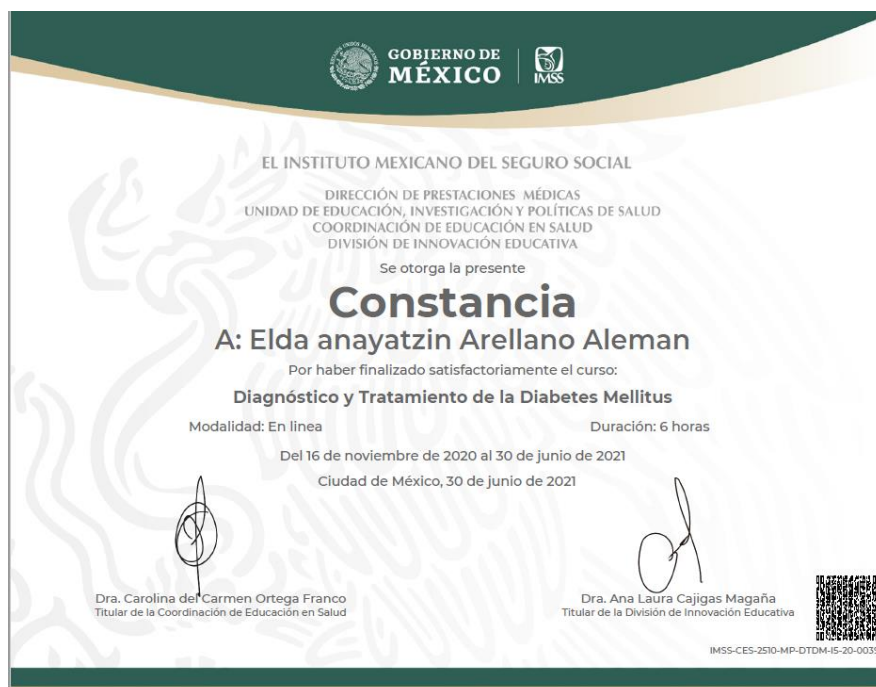 GOBIERNO DE
MÉXICO
IMSS
EL INSTITUTO MEXICANO DEL SEGURO SOCIAL
DIRECCIÓN DE PRESTACIONES MÉDICAS
UNIDAD DE EDUCACIÓN, INVESTIGACIÓN Y POLÍTICAS DE SALUD
COORDINACIÓN DE EDUCACIÓN EN SALUD
DIVISIÓN DE INNOVACIÓN EDUCATIVA
Se otorga la presente
Constancia
A: Elda anayatzin Arellano Aleman
Por haber finalizado satisfactoriamente el curso:
Diagnóstico y Tratamiento de la Diabetes Mellitus
Modalidad: En linea Duración: 6 horas
Del 16 de noviembre de 2020 al 30 de junio de 2021
Ciudad de México, 30 de junio de 2021
Dra. Carolina del Carmen Ortega Franco
Titular de la Coordinación de Educación en Salud
Dra. Ana Laura Cajigas Magaña
Titular de la División de Innovación Educativa
IMSS-CES-2510-MP-DTDM-I5-20-0039